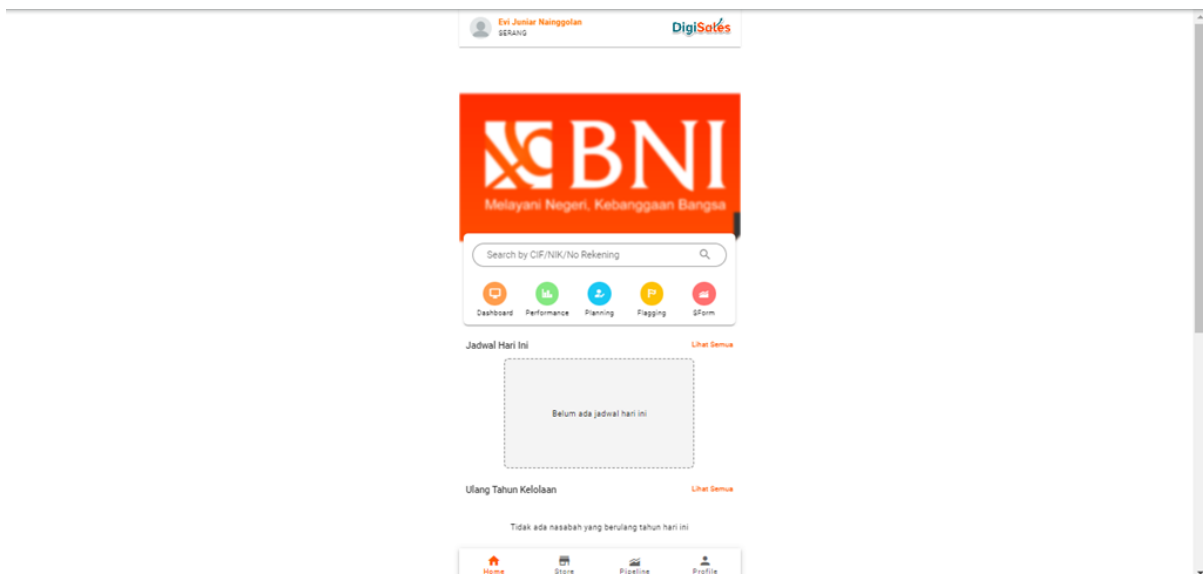 Evi Juniar Nainggolan
SERANG
DigiSales
BNI
Melayani Negeri, Kebanggaan Bangsa
Search by CIF/NIK/No Rekening
Dashboard Performance Planning Flagging SForm
Jadwal Hari Ini Lihat Semua
Belum ada jadwal hari ini
Ulang Tahun Kelolaan Lihat Semua
Tidak ada nasabah yang berulang tahun hari ini
Home Store Pipeline Profile